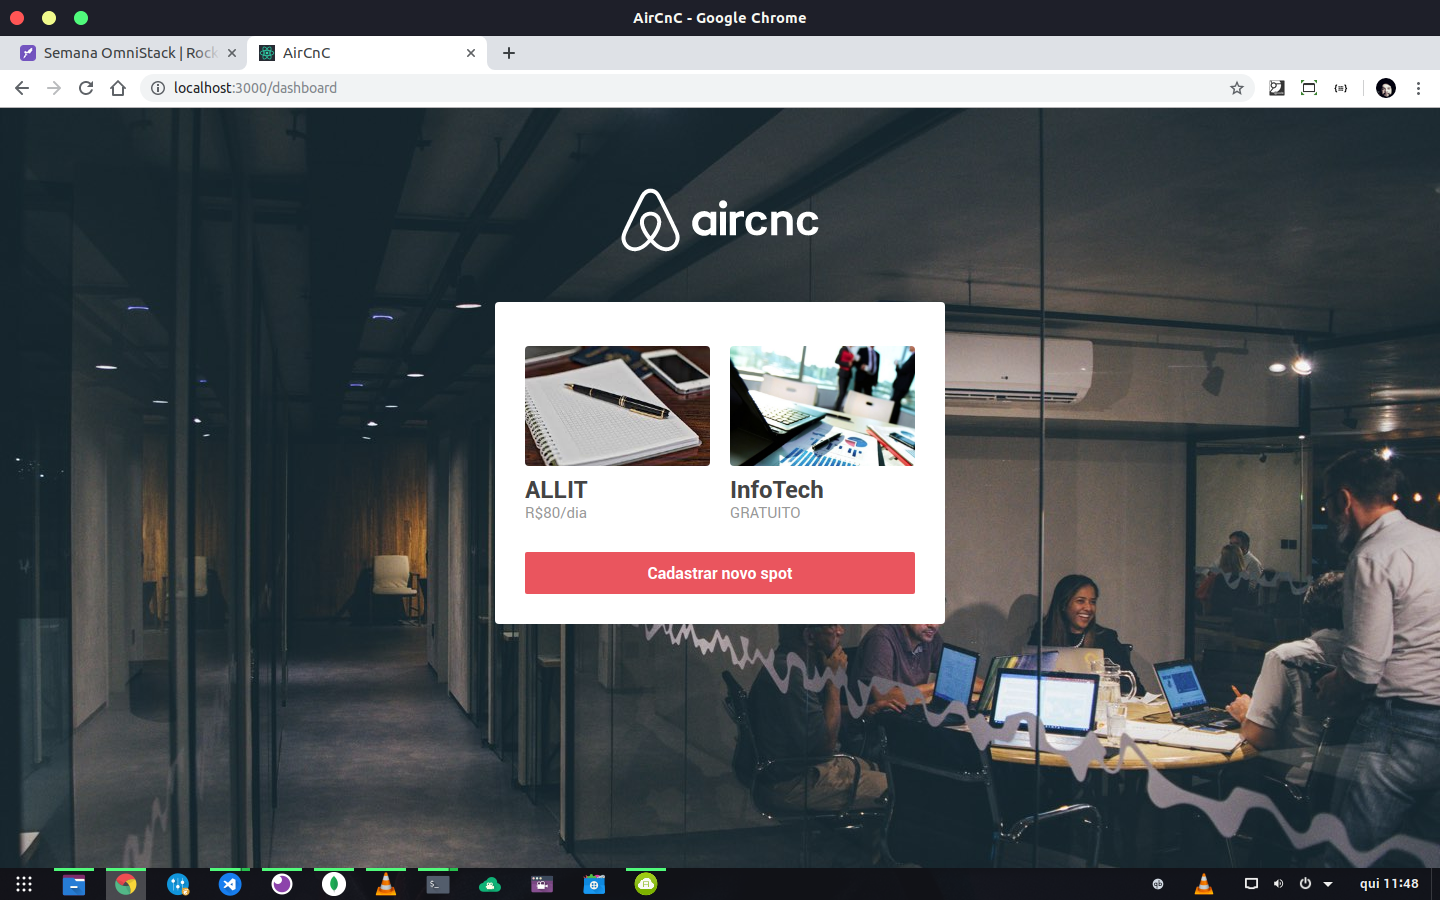 AirCnC - Google Chrome
Semana OmniStack | Rock
AirCnC
localhost:3000/dashboard
aircnc
ALLIT
R$80/dia
InfoTech
GRATUITO
Cadastrar novo spot
qui 11:48